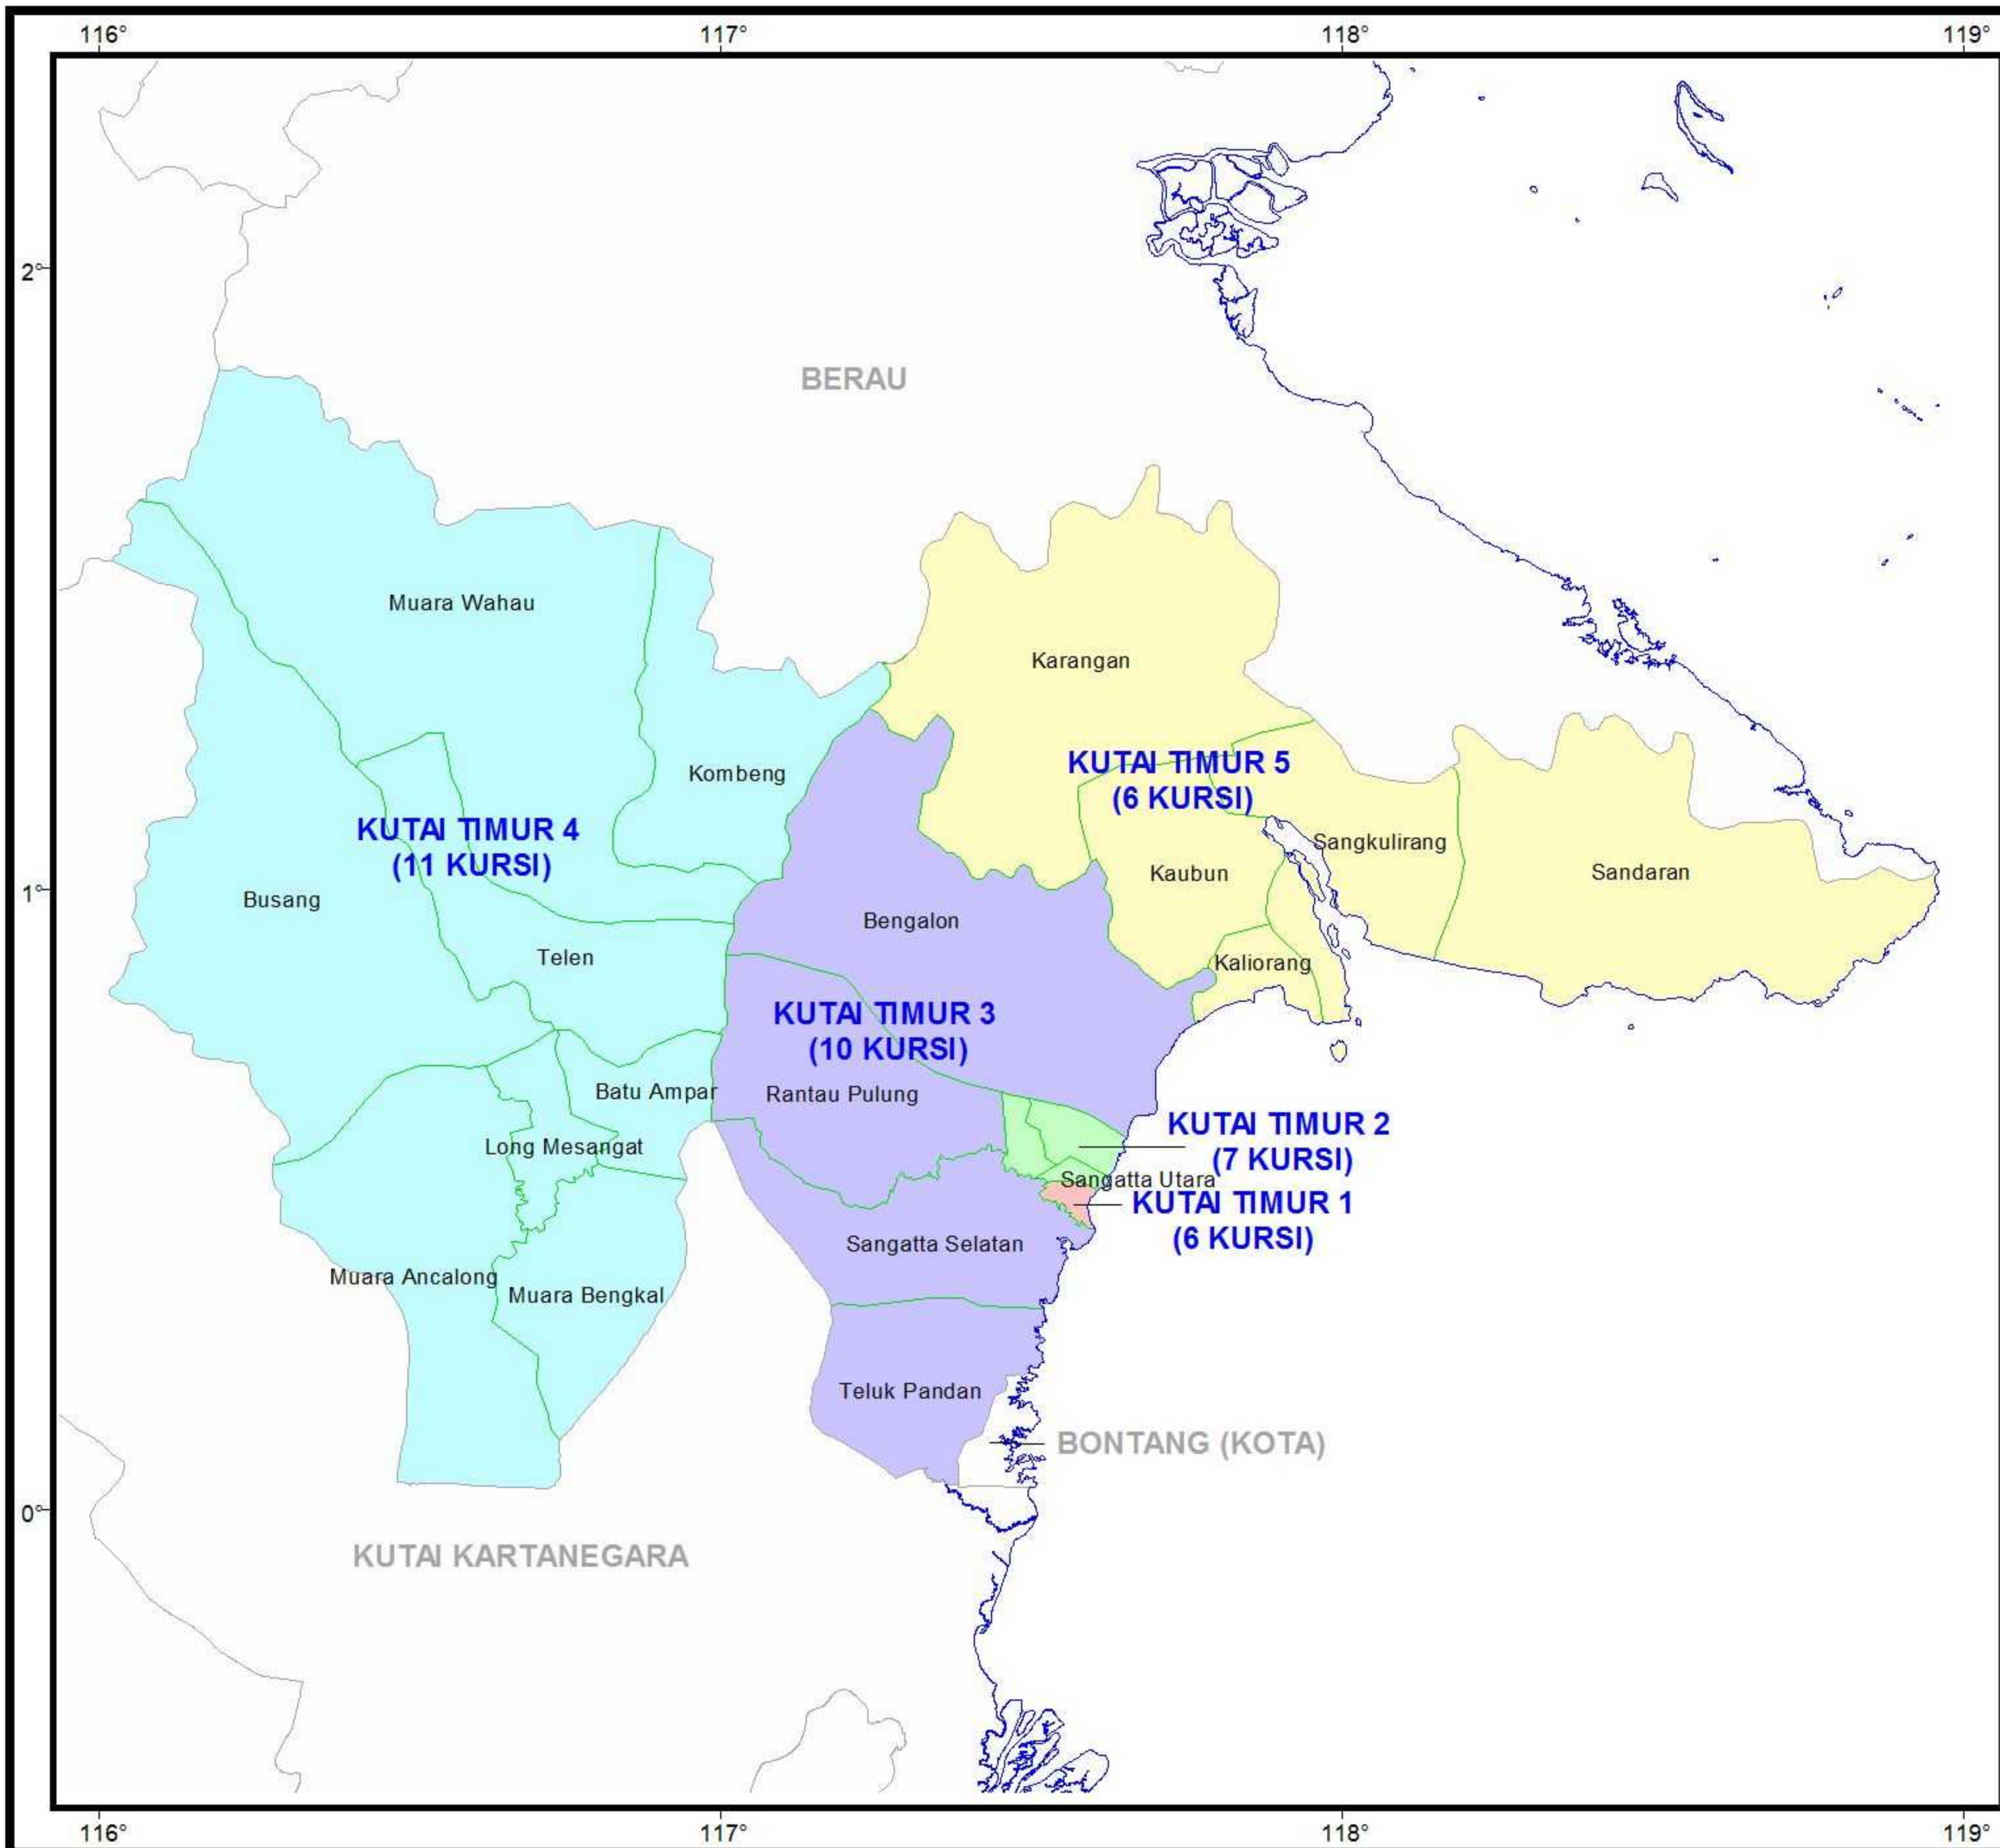 116° 117° 118° 119°
2°
BERAU
Muara Wahau
Karangan
KUTAI TIMUR 5
(6 KURSI)
Kombeng
KUTAI TIMUR 4
(11 KURSI)
Sangkulirang
Sandaran
Kaubun
1°
Busang
Bengalon
Telen
Kaliorang
KUTAI TIMUR 3
(10 KURSI)
Batu Ampar
Rantau Pulung
KUTAI TIMUR 2
(7 KURSI)
Long Mesangat
Sangatta Utara
KUTAI TIMUR 1
(6 KURSI)
Sangatta Selatan
Muara Ancalong
Muara Bengkal
Teluk Pandan
BONTANG (KOTA)
0°
KUTAI KARTANEGARA
116° 117° 118° 119°